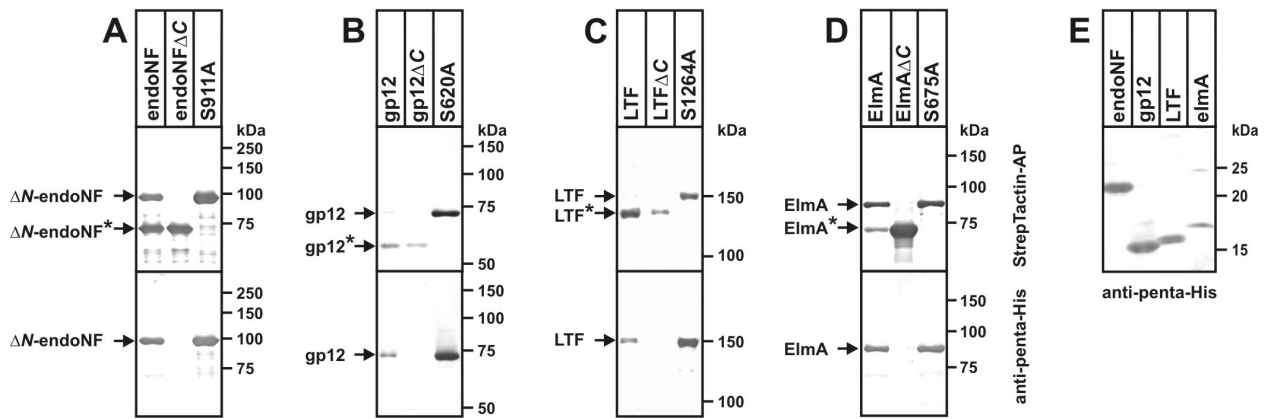 A
endoNF
endoNFΔC
S911A
kDa
250
150
100
75
ΔN-endoNF
ΔN-endoNF*
250
150
100
75
ΔN-endoNF
B
gp12
gp12ΔC
S620A
kDa
150
100
75
50
gp12
gp12*
150
100
75
50
gp12
C
LTF
LTFΔC
S1264A
kDa
150
100
LTF
LTF*
150
100
LTF
D
ElmA
ElmAΔC
S675A
kDa
150
100
75
ElmA
ElmA*
150
100
75
ElmA
StrepTactin-AP
anti-penta-His
E
endoNF
gp12
LTF
elmA
kDa
25
20
15
anti-penta-His